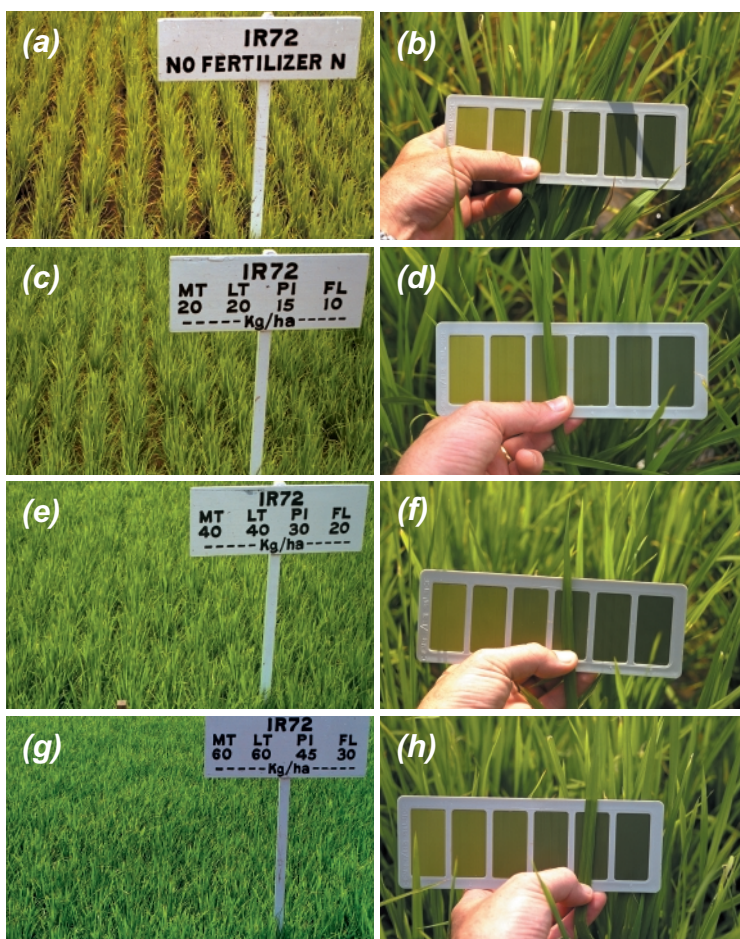 (a)
IR72
NO FERTILIZER N
(b)
(c)
IR72
MT LT PI FL
20 20 15 10
------Kg/ha-----
(d)
(e)
IR72
MT LT PI FL
40 40 30 20
------Kg/ha-----
(f)
(g)
IR72
MT LT PI FL
60 60 45 30
------Kg/ha-----
(h)